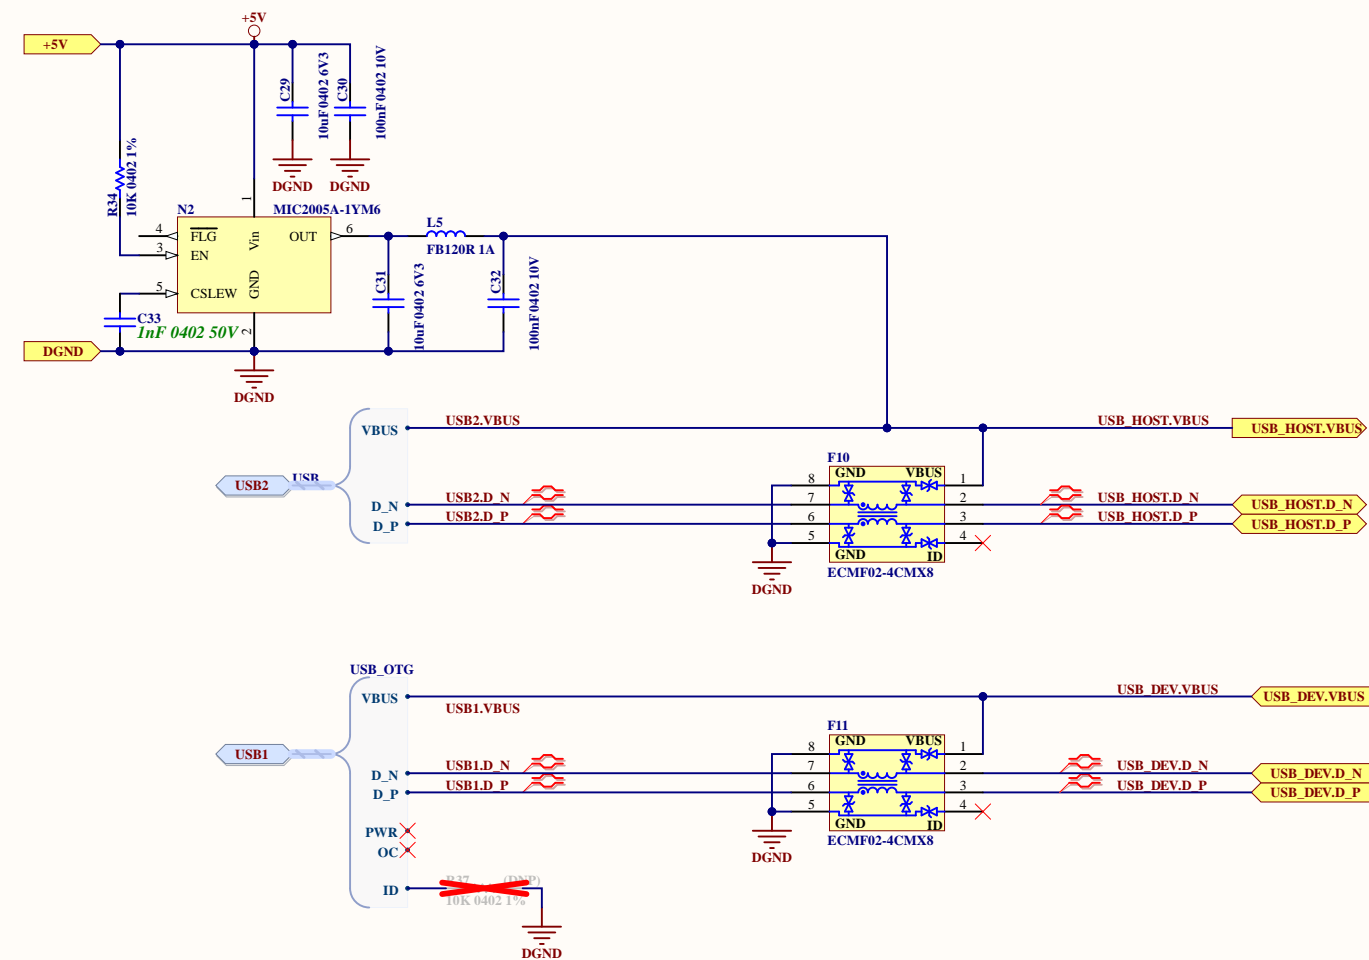 +5V
+5V
C29
10uF 0402 6V3
C30
100nF 0402 10V
DGND
DGND
R34
10K 0402 1%
N2
MIC2005A-1YM6
1
4
FLG
3
EN
5
CSLEW
Vin
GND
OUT
6
2
L5
FB120R 1A
C31
10uF 0402 6V3
C32
100nF 0402 10V
C33
1nF 0402 50V
DGND
DGND
VBUS
USB2.VBUS
USB_HOST.VBUS
USB_HOST.VBUS
USB2
USB
D_N
USB2.D_N
D_P
USB2.D_P
F10
GND
VBUS
8
7
6
5
1
2
3
4
GND
ID
ECMF02-4CMX8
DGND
USB_HOST.D_N
USB_HOST.D_N
USB_HOST.D_P
USB_HOST.D_P
USB_OTG
VBUS
USB1.VBUS
USB_DEV.VBUS
USB_DEV.VBUS
USB1
D_N
USB1.D_N
D_P
USB1.D_P
F11
GND
VBUS
8
7
6
5
1
2
3
4
GND
ID
ECMF02-4CMX8
DGND
USB_DEV.D_N
USB_DEV.D_N
USB_DEV.D_P
USB_DEV.D_P
PWR
OC
ID
R37 (DNP)
10K 0402 1%
DGND